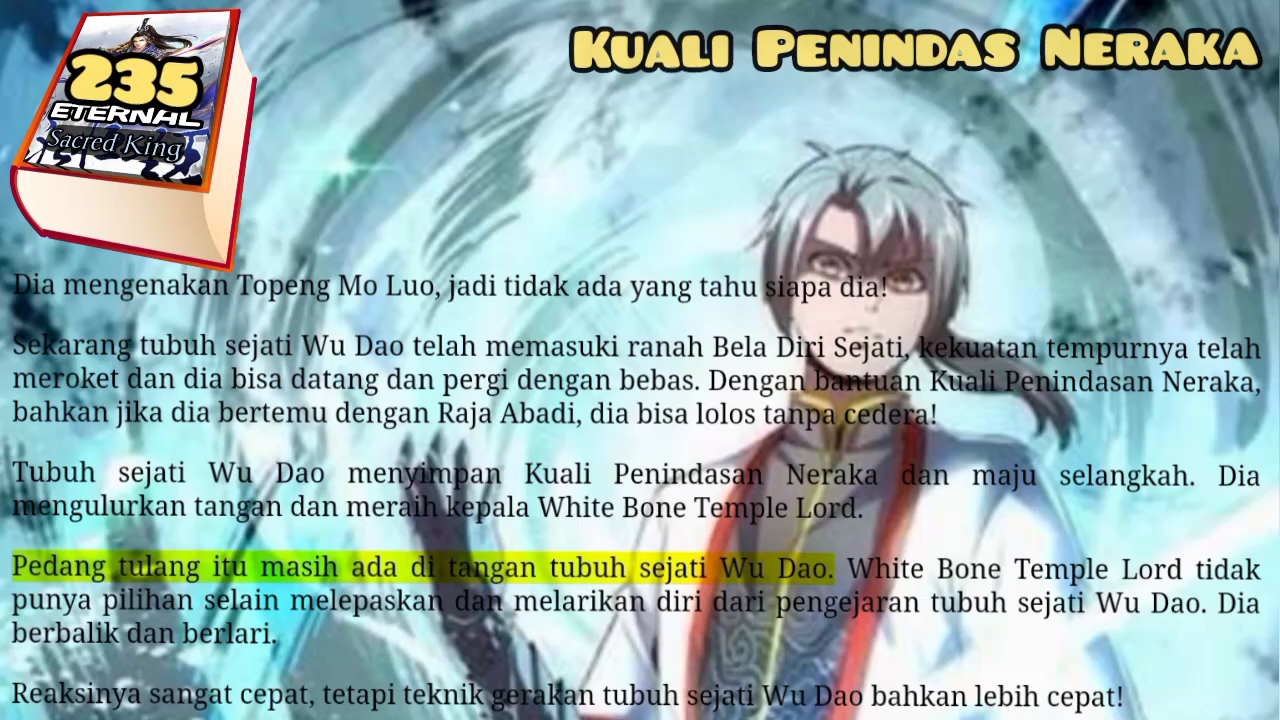 235
ETERNAL
Sacred King
Kuali Penindas Neraka
Dia mengenakan Topeng Mo Luo, jadi tidak ada yang tahu siapa dia!
Sekarang tubuh sejati Wu Dao telah memasuki ranah Bela Diri Sejati, kekuatan tempurnya telah
meroket dan dia bisa datang dan pergi dengan bebas. Dengan bantuan Kuali Penindasan Neraka,
bahkan jika dia bertemu dengan Raja Abadi, dia bisa lolos tanpa cedera!
Tubuh sejati Wu Dao menyimpan Kuali Penindasan Neraka dan maju selangkah. Dia
mengulurkan tangan dan meraih kepala White Bone Temple Lord.
Pedang tulang itu masih ada di tangan tubuh sejati Wu Dao. White Bone Temple Lord tidak
punya pilihan selain melepaskan dan melarikan diri dari pengejaran tubuh sejati Wu Dao. Dia
berbalik dan berlari.
Reaksinya sangat cepat, tetapi teknik gerakan tubuh sejati Wu Dao bahkan lebih cepat!